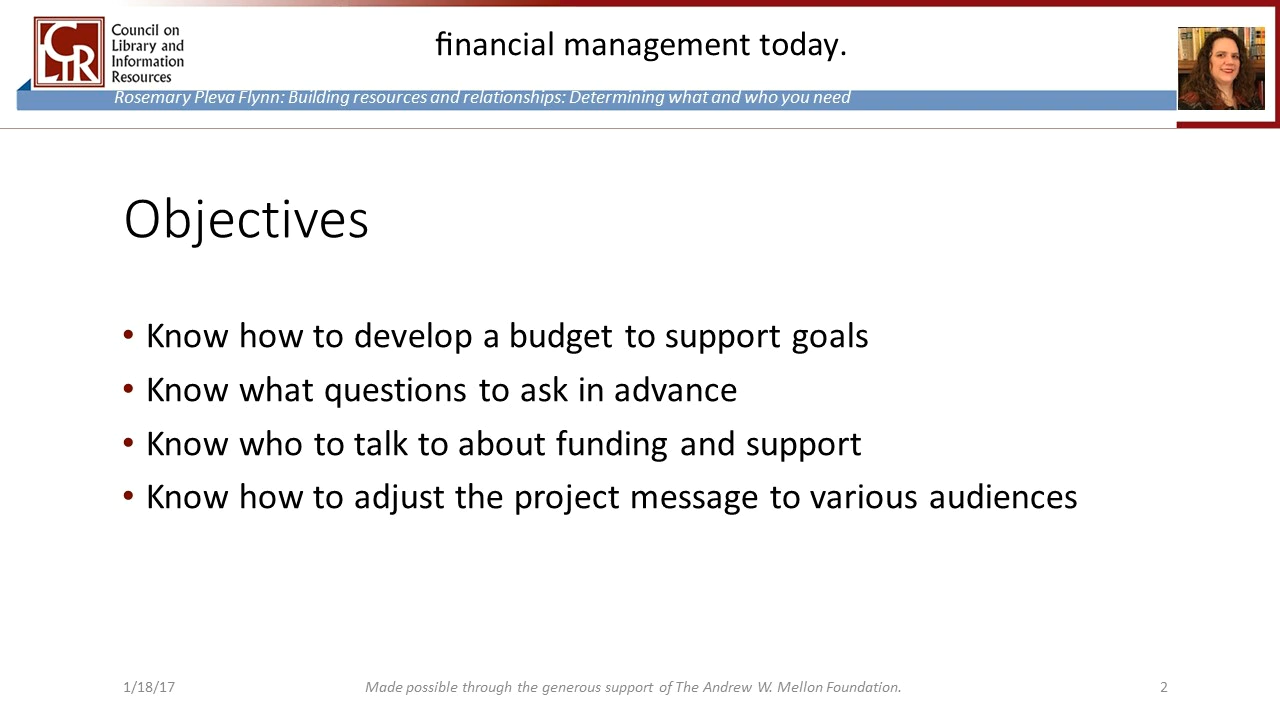 CLIR
Council on
Library and
Information
Resources
financial management today.
Rosemary Pleva Flynn: Building resources and relationships: Determining what and who you need
Objectives
• Know how to develop a budget to support goals
• Know what questions to ask in advance
• Know who to talk to about funding and support
• Know how to adjust the project message to various audiences
1/18/17
Made possible through the generous support of The Andrew W. Mellon Foundation.
2